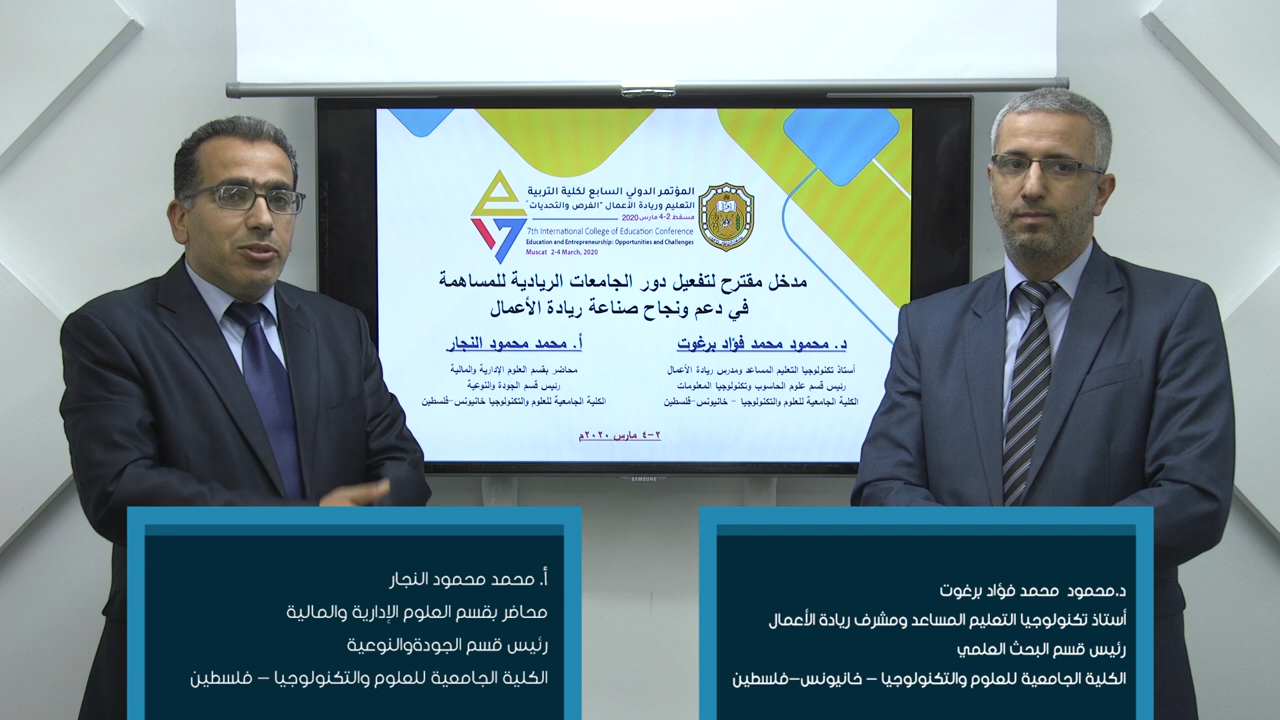 المؤتمر الدولي السابع لكلية التربية
التعليم وريادة الأعمال "الفرص والتحديات"
مسقط 2-4 مارس 2020
7th International College of Education Conference
Education and Entrepreneurship: Opportunities and Challenges
Muscat 2-4 March, 2020
مدخل مقترح لتفعيل دور الجامعات الريادية للمساهمة
في دعم ونجاح صناعة ريادة الأعمال
د. محمود محمد فؤاد برغوت
أستاذ تكنولوجيا التعليم المساعد ومدرس ريادة الأعمال
رئيس قسم علوم الحاسوب وتكنولوجيا المعلومات
الكلية الجامعية للعلوم والتكنولوجيا - خانيونس-فلسطين
أ. محمد محمود النجار
محاضر بقسم العلوم الإدارية والمالية
رئيس قسم الجودة والنوعية
الكلية الجامعية للعلوم والتكنولوجيا خانيونس-فلسطين
٢-٤ مارس ٢٠٢٠م
SAMSUNG
د.محمود محمد فؤاد برغوت
أستاذ تكنولوجيا التعليم المساعد ومشرف ريادة الأعمال
رئيس قسم البحث العلمي
الكلية الجامعية للعلوم والتكنولوجيا – خانيونس–فلسطين
أ. محمد محمود النجار
محاضر بقسم العلوم الإدارية والمالية
رئيس قسم الجودةوالنوعية
الكلية الجامعية للعلوم والتكنولوجيا – فلسطين